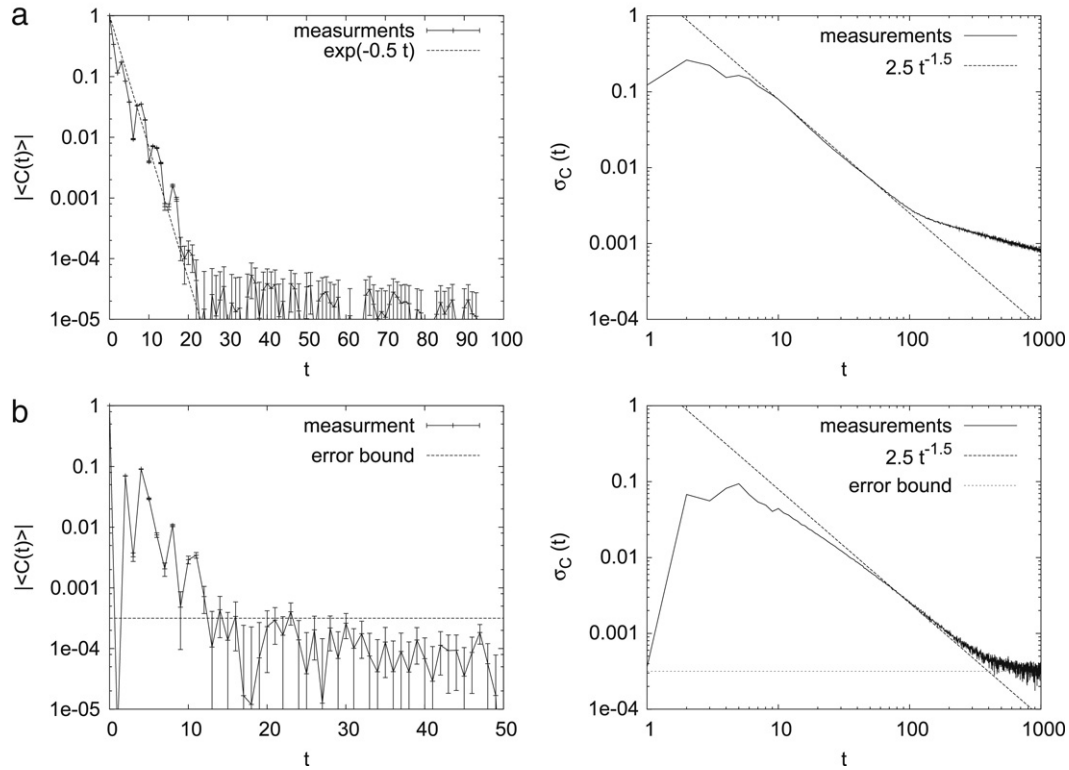 a
measurments
exp(-0.5 t)
|<C(t)>|
1
0.1
0.01
0.001
1e-04
1e-05
0 10 20 30 40 50 60 70 80 90 100
t
measurements
2.5 t^-1.5
σC (t)
1
0.1
0.01
0.001
1e-04
1 10 100 1000
t
b
measurment
error bound
|<C(t)>|
1
0.1
0.01
0.001
1e-04
1e-05
0 10 20 30 40 50
t
measurements
2.5 t^-1.5
error bound
σC (t)
1
0.1
0.01
0.001
1e-04
1 10 100 1000
t